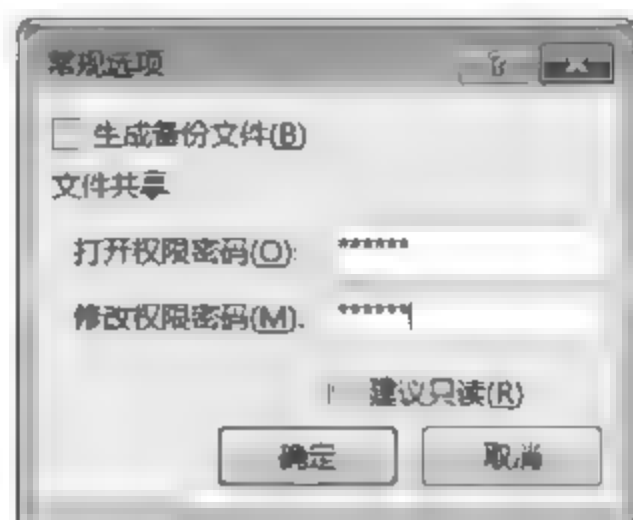 常规选项
生成备份文件(B)
文件共享
打开权限密码(O): ******
修改权限密码(M). ******
建议只读(R)
确定 取消